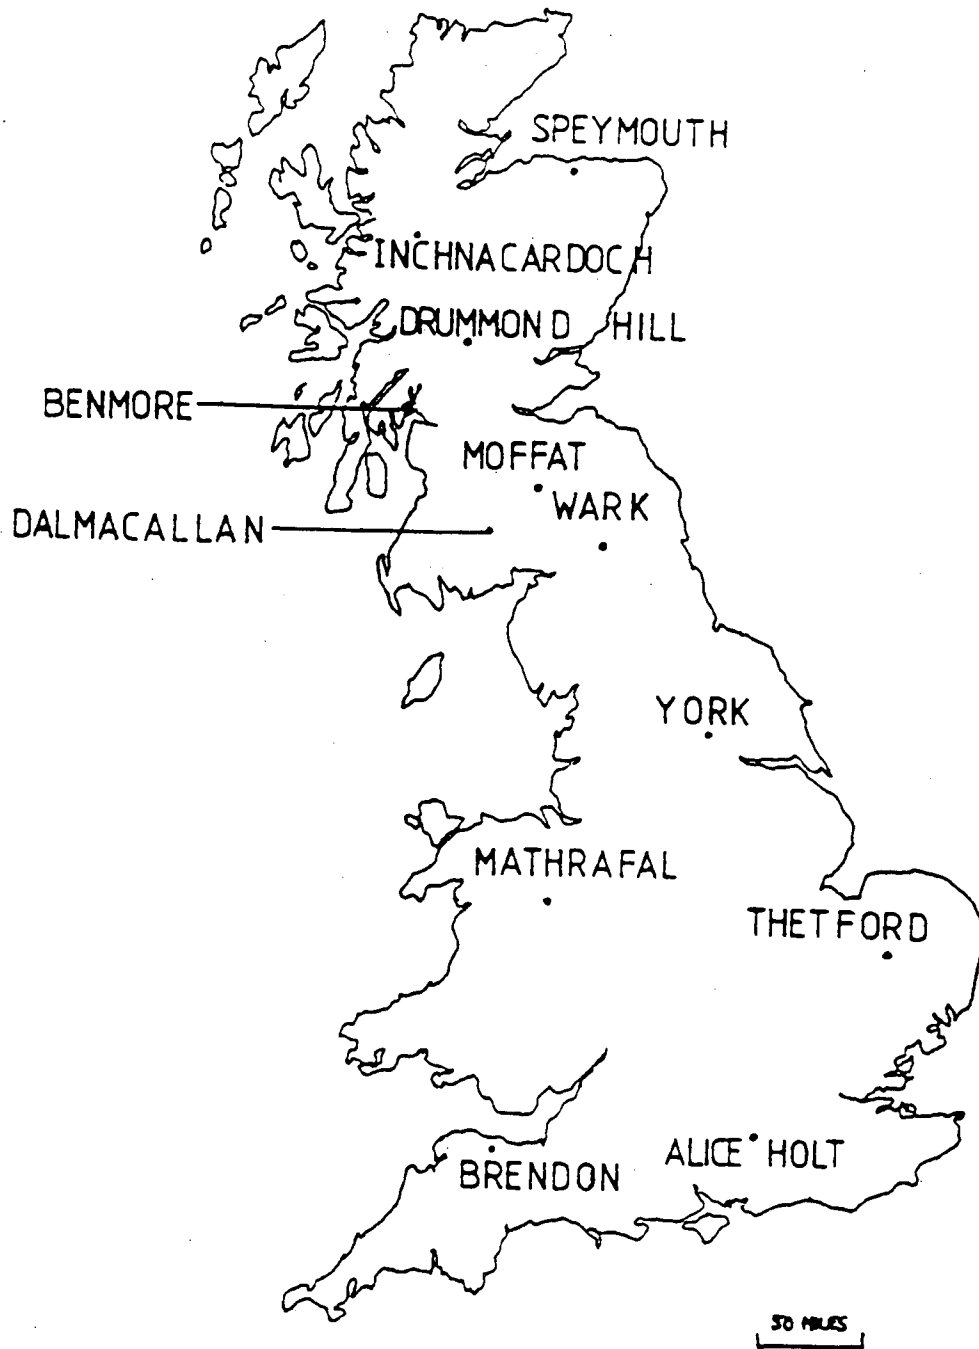 SPEYMOUTH
INCHNACARDOCH
DRUMMOND HILL
BENMORE
MOFFAT
WARK
DALMACALLAN
YORK
MATHRAFAL
THETFORD
ALICE HOLT
BRENDON
50 MILES